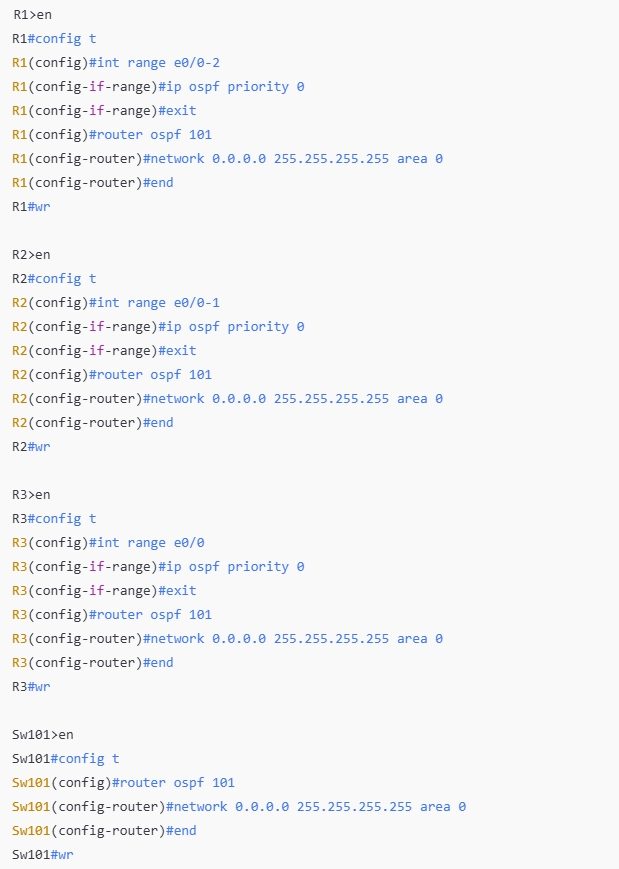 R1>en
R1#config t
R1(config)#int range e0/0-2
R1(config-if-range)#ip ospf priority 0
R1(config-if-range)#exit
R1(config)#router ospf 101
R1(config-router)#network 0.0.0.0 255.255.255.255 area 0
R1(config-router)#end
R1#wr
R2>en
R2#config t
R2(config)#int range e0/0-1
R2(config-if-range)#ip ospf priority 0
R2(config-if-range)#exit
R2(config)#router ospf 101
R2(config-router)#network 0.0.0.0 255.255.255.255 area 0
R2(config-router)#end
R2#wr
R3>en
R3#config t
R3(config)#int range e0/0
R3(config-if-range)#ip ospf priority 0
R3(config-if-range)#exit
R3(config)#router ospf 101
R3(config-router)#network 0.0.0.0 255.255.255.255 area 0
R3(config-router)#end
R3#wr
Sw101>en
Sw101#config t
Sw101(config)#router ospf 101
Sw101(config-router)#network 0.0.0.0 255.255.255.255 area 0
Sw101(config-router)#end
Sw101#wr